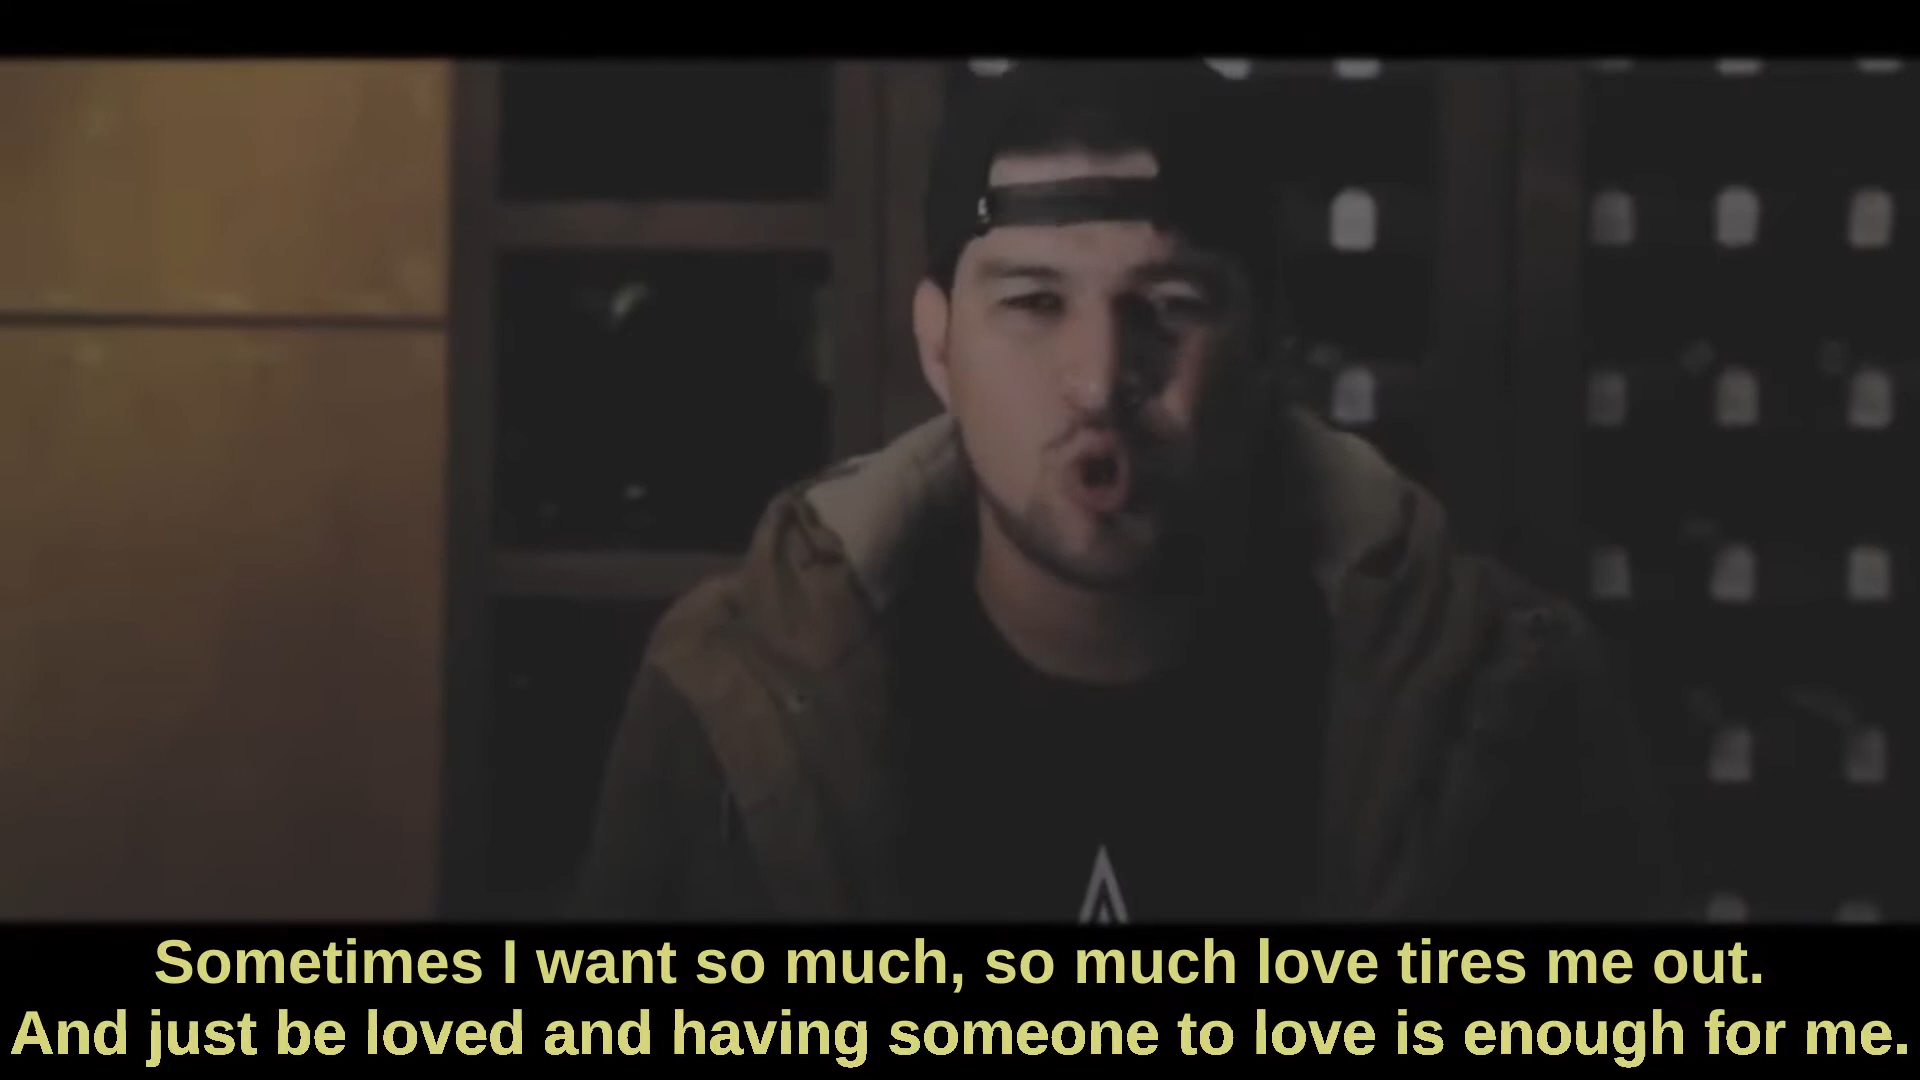 Sometimes I want so much, so much love tires me out.
And just be loved and having someone to love is enough for me.